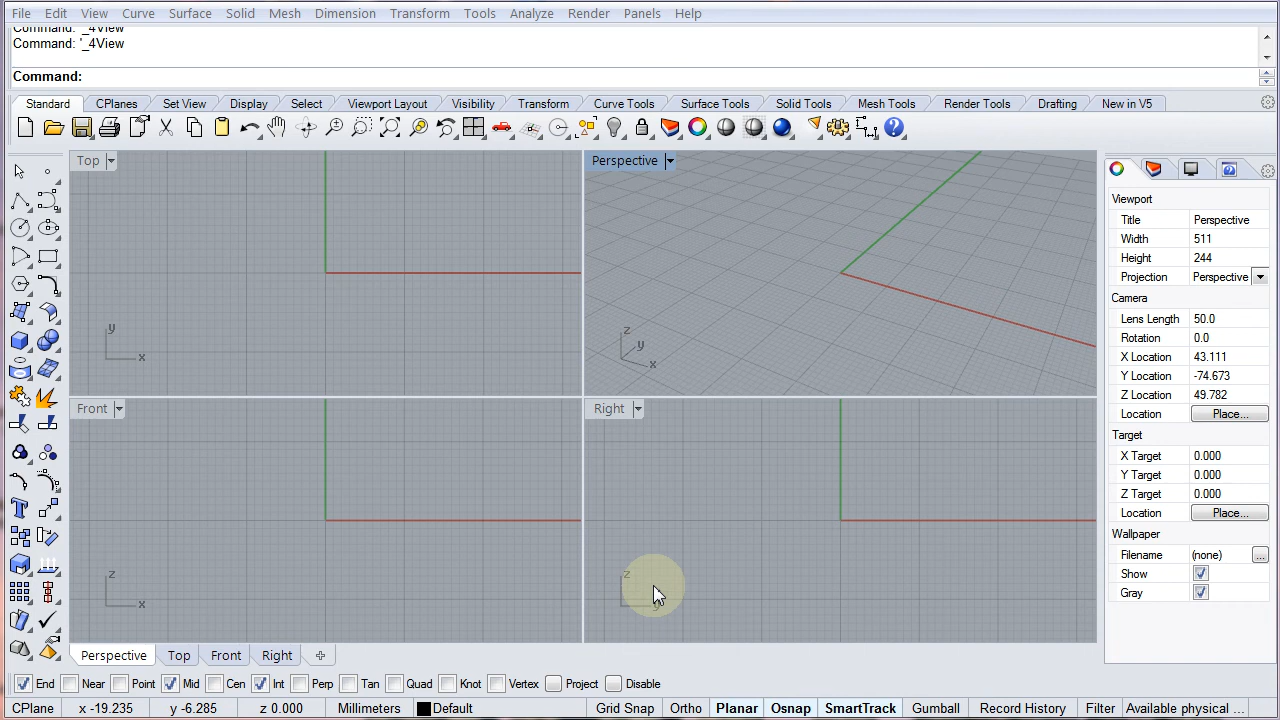 File Edit View Curve Surface Solid Mesh Dimension Transform Tools Analyze Render Panels Help
Command: '_4View
Command: '_4View
Command:
Standard CPlanes Set View Display Select Viewport Layout Visibility Transform Curve Tools Surface Tools Solid Tools Mesh Tools Render Tools Drafting New in V5
Top
y
x
Perspective
z
y
x
Front
z
x
Right
z
y
Viewport
Title Perspective
Width 511
Height 244
Projection Perspective
Camera
Lens Length 50.0
Rotation 0.0
X Location 43.111
Y Location -74.673
Z Location 49.782
Location Place...
Target
X Target 0.000
Y Target 0.000
Z Target 0.000
Location Place...
Wallpaper
Filename (none) ...
Show
Gray
Perspective Top Front Right
End Near Point Mid Cen Int Perp Tan Quad Knot Vertex Project Disable
CPlane x -19.235 y -6.285 z 0.000 Millimeters Default Grid Snap Ortho Planar Osnap SmartTrack Gumball Record History Filter Available physical ...